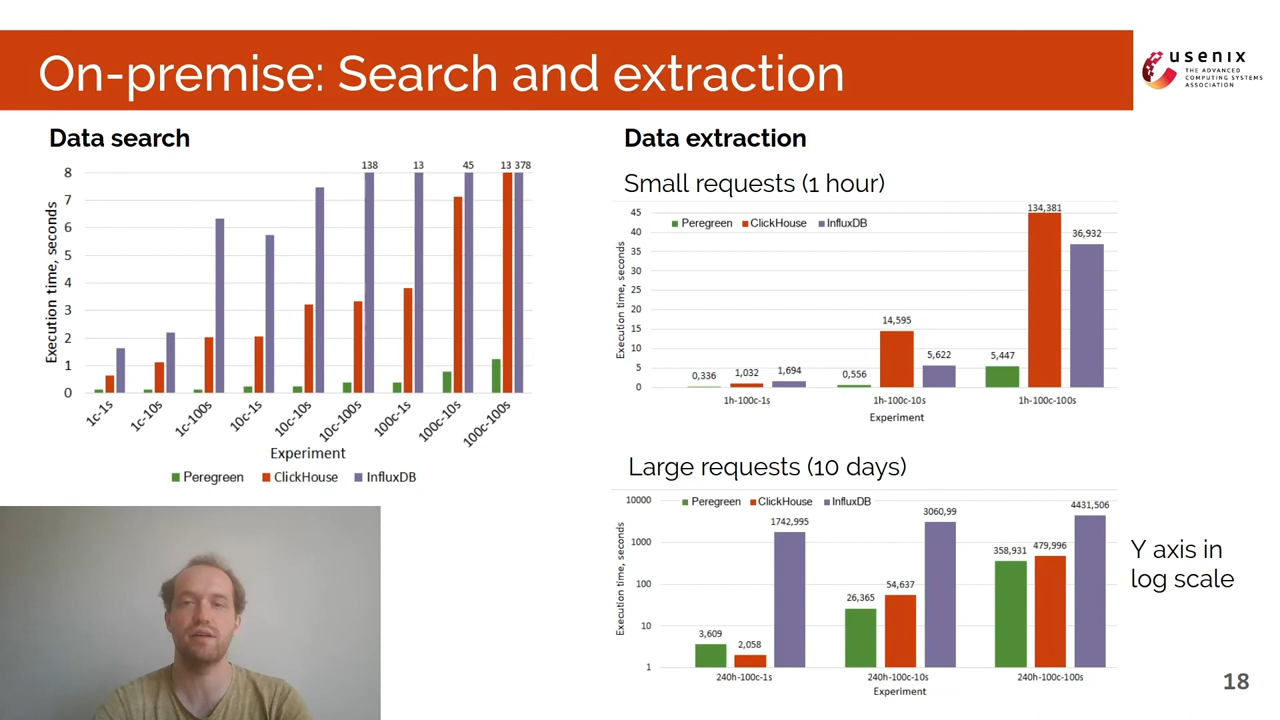 On-premise: Search and extraction
usenix
THE ADVANCED
COMPUTING SYSTEMS
ASSOCIATION
Data search
138 13 45 13 378
8
7
6
5
4
3
2
1
0
Execution time, seconds
1c-1s 1c-10s 1c-100s 10c-1s 10c-10s 10c-100s 100c-1s 100c-10s 100c-100s
Experiment
Peregreen ClickHouse InfluxDB
Data extraction
Small requests (1 hour)
Peregreen ClickHouse InfluxDB
45
40
35
30
25
20
15
10
5
0
Execution time, seconds
0,336 1,032 1,694 0,556 14,595 5,622 5,447 134,381 36,932
1h-100c-1s 1h-100c-10s 1h-100c-100s
Experiment
Large requests (10 days)
Peregreen ClickHouse InfluxDB
10000
1000
100
10
1
Execution time, seconds
3,609 2,058 1742,995 26,365 54,637 3060,99 358,931 479,996 4431,506
240h-100c-1s 240h-100c-10s 240h-100c-100s
Experiment
Y axis in
log scale
18